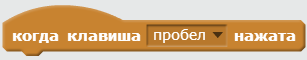 когда клавиша пробел нажата